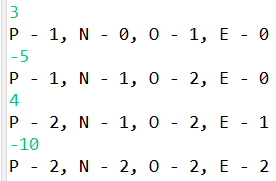 3
P - 1, N - 0, O - 1, E - 0
-5
P - 1, N - 1, O - 2, E - 0
4
P - 2, N - 1, O - 2, E - 1
-10
P - 2, N - 2, O - 2, E - 2